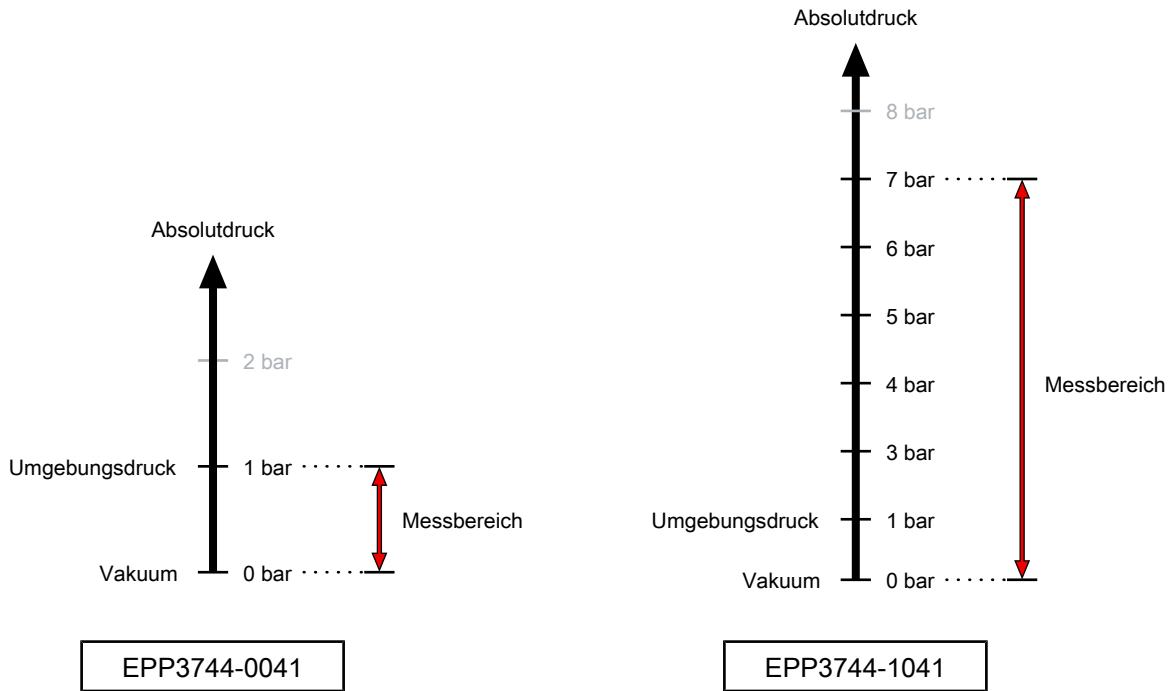 Absolutdruck
2 bar
Umgebungsdruck 1 bar
Messbereich
Vakuum 0 bar
EPP3744-0041
Absolutdruck
8 bar
7 bar
6 bar
5 bar
4 bar
Messbereich
3 bar
Umgebungsdruck 1 bar
Vakuum 0 bar
EPP3744-1041